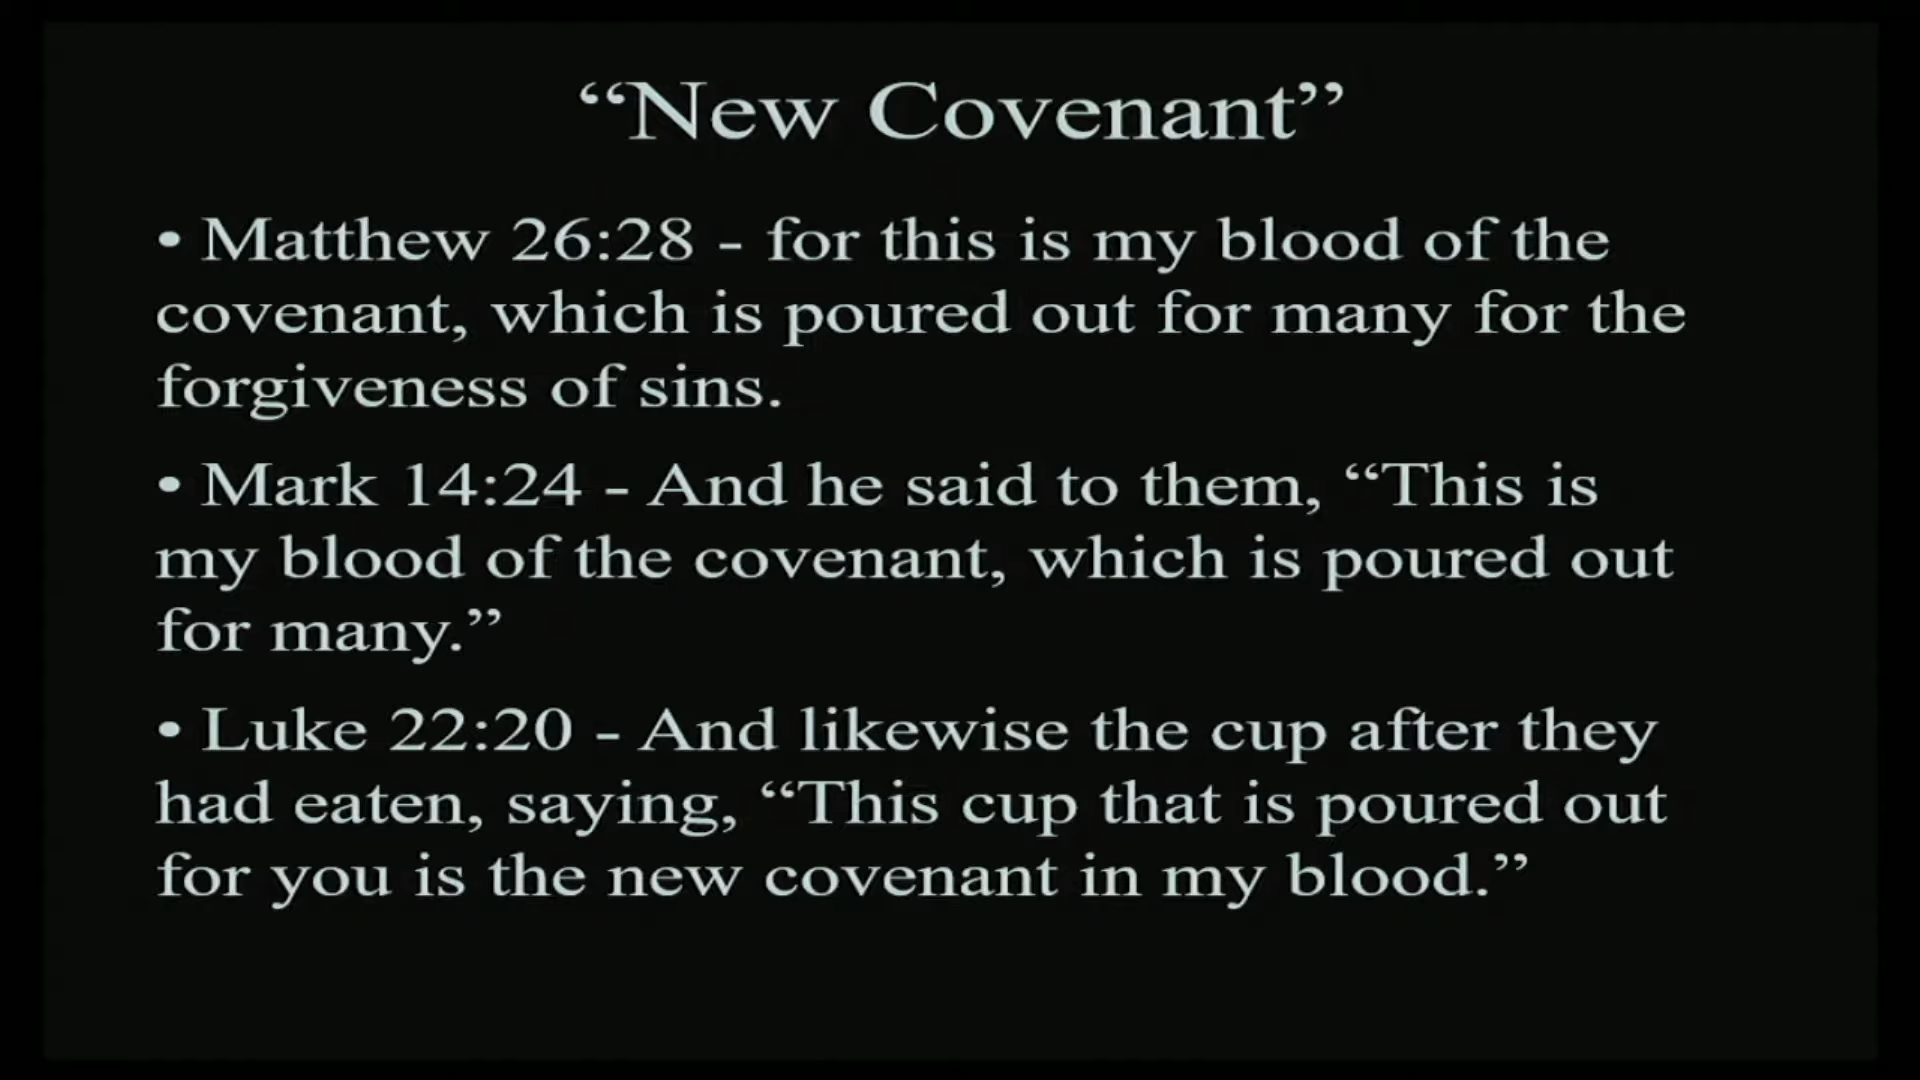 “New Covenant”
• Matthew 26:28 - for this is my blood of the
covenant, which is poured out for many for the
forgiveness of sins.
• Mark 14:24 - And he said to them, “This is
my blood of the covenant, which is poured out
for many.”
• Luke 22:20 - And likewise the cup after they
had eaten, saying, “This cup that is poured out
for you is the new covenant in my blood.”